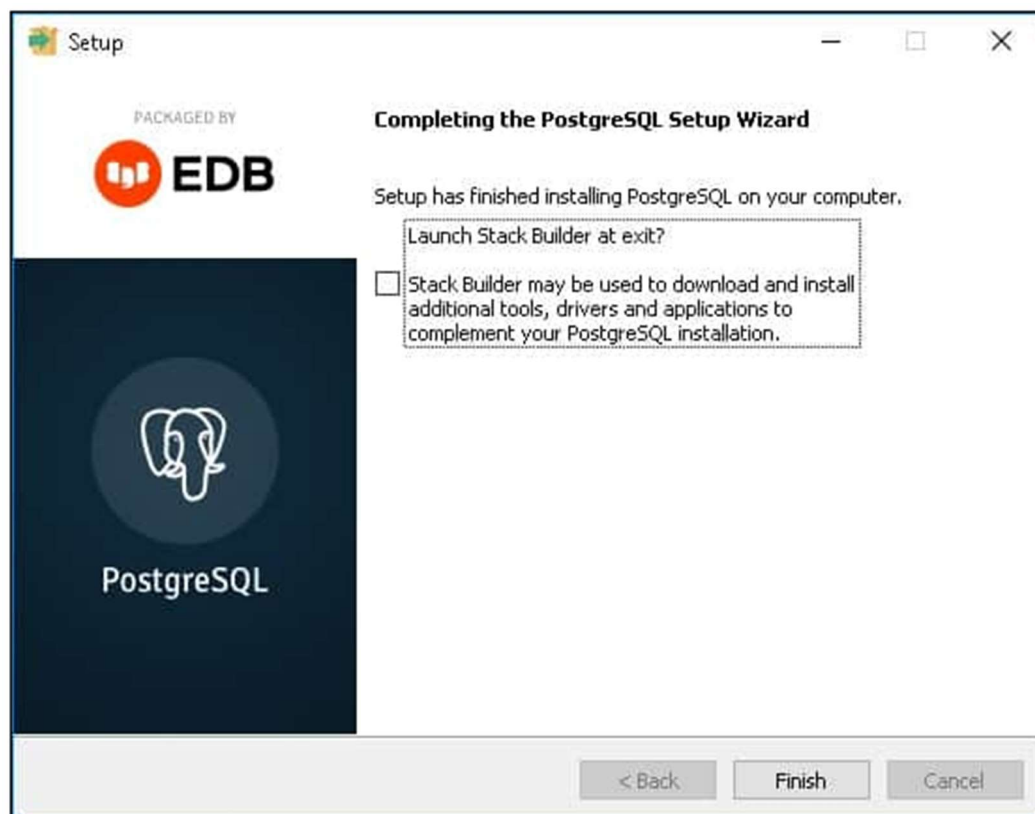 Setup
PACKAGED BY
EDB
Completing the PostgreSQL Setup Wizard
Setup has finished installing PostgreSQL on your computer.
Launch Stack Builder at exit?
Stack Builder may be used to download and install
additional tools, drivers and applications to
complement your PostgreSQL installation.
PostgreSQL
< Back
Finish
Cancel